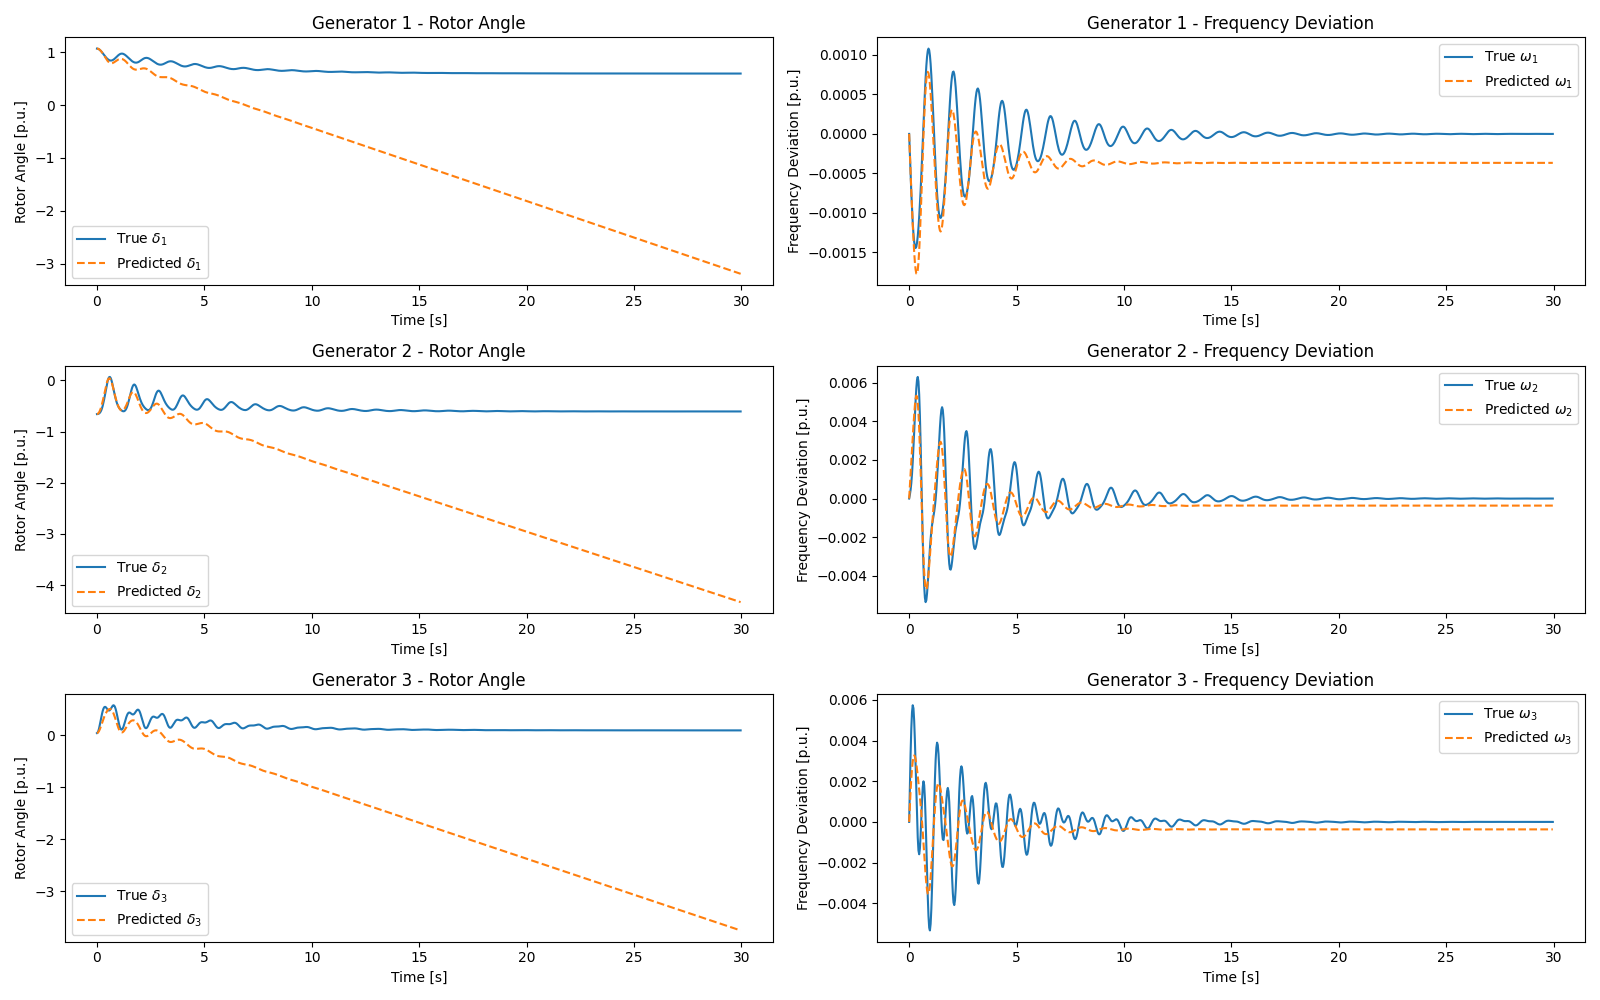 Generator 1 - Rotor Angle
Rotor Angle [p.u.]
1
0
−1
−2
−3
True δ1
Predicted δ1
0 5 10 15 20 25 30
Time [s]
Generator 1 - Frequency Deviation
Frequency Deviation [p.u.]
0.0010
0.0005
0.0000
−0.0005
−0.0010
−0.0015
True ω1
Predicted ω1
0 5 10 15 20 25 30
Time [s]
Generator 2 - Rotor Angle
Rotor Angle [p.u.]
0
−1
−2
−3
−4
True δ2
Predicted δ2
0 5 10 15 20 25 30
Time [s]
Generator 2 - Frequency Deviation
Frequency Deviation [p.u.]
0.006
0.004
0.002
0.000
−0.002
−0.004
True ω2
Predicted ω2
0 5 10 15 20 25 30
Time [s]
Generator 3 - Rotor Angle
Rotor Angle [p.u.]
0
−1
−2
−3
True δ3
Predicted δ3
0 5 10 15 20 25 30
Time [s]
Generator 3 - Frequency Deviation
Frequency Deviation [p.u.]
0.006
0.004
0.002
0.000
−0.002
−0.004
True ω3
Predicted ω3
0 5 10 15 20 25 30
Time [s]